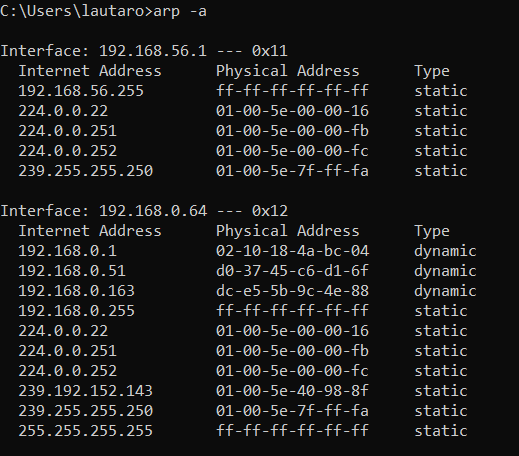 C:\Users\lautaro>arp -a
Interface: 192.168.56.1 --- 0x11
Internet Address Physical Address Type
192.168.56.255 ff-ff-ff-ff-ff-ff static
224.0.0.22 01-00-5e-00-00-16 static
224.0.0.251 01-00-5e-00-00-fb static
224.0.0.252 01-00-5e-00-00-fc static
239.255.255.250 01-00-5e-7f-ff-fa static
Interface: 192.168.0.64 --- 0x12
Internet Address Physical Address Type
192.168.0.1 02-10-18-4a-bc-04 dynamic
192.168.0.51 d0-37-45-c6-d1-6f dynamic
192.168.0.163 dc-e5-5b-9c-4e-88 dynamic
192.168.0.255 ff-ff-ff-ff-ff-ff static
224.0.0.22 01-00-5e-00-00-16 static
224.0.0.251 01-00-5e-00-00-fb static
224.0.0.252 01-00-5e-00-00-fc static
239.192.152.143 01-00-5e-40-98-8f static
239.255.255.250 01-00-5e-7f-ff-fa static
255.255.255.255 ff-ff-ff-ff-ff-ff static